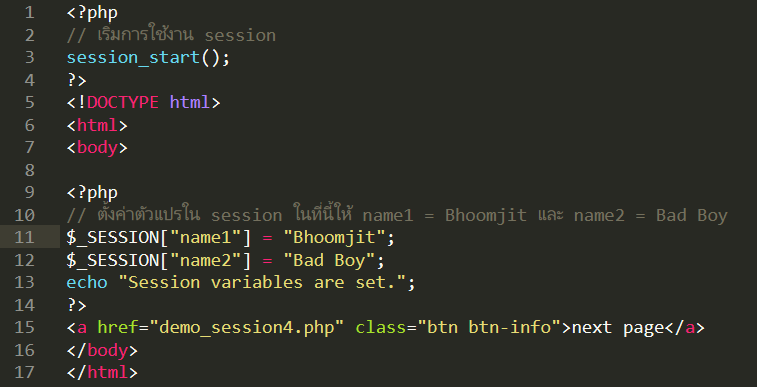 1 <?php
2 // เริ่มการใช้งาน session
3 session_start();
4 ?>
5 <!DOCTYPE html>
6 <html>
7 <body>
8
9 <?php
10 // ตั้งค่าตัวแปรใน session ในที่นี้ให้ name1 = Bhoomjit และ name2 = Bad Boy
11 $_SESSION["name1"] = "Bhoomjit";
12 $_SESSION["name2"] = "Bad Boy";
13 echo "Session variables are set.";
14 ?>
15 <a href="demo_session4.php" class="btn btn-info">next page</a>
16 </body>
17 </html>